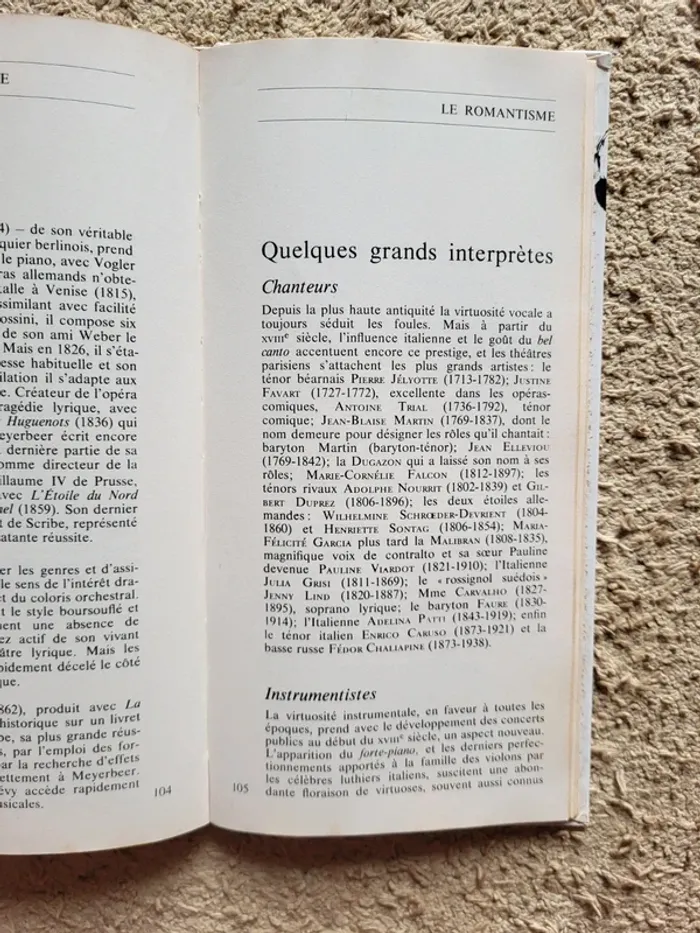 E
4) – de son véritable
quier berlinois, prend
le piano, avec Vogler
ras allemands n'obte-
talle à Venise (1815),
ssimilant avec facilité
ossini, il compose six
de son ami Weber le
Mais en 1826, il s'éta-
esse habituelle et son
ilation il s'adapte aux
e. Créateur de l'opéra
ragédie lyrique, avec
Huguenots (1836) qui
eyerbeer écrit encore
dernière partie de sa
omme directeur de la
illaume IV de Prusse,
vec L'Étoile du Nord
nel (1859). Son dernier
t de Scribe, représenté
atante réussite.
er les genres et d'assi-
le sens de l'intérêt dra-
t du coloris orchestral.
t le style boursouflé et
ment une absence de
ez actif de son vivant
âtre lyrique. Mais les
pidement décelé le côté
que.
862), produit avec La
historique sur un livret
be, sa plus grande réus-
s, par l'emploi des for-
par la recherche d'effets
ettement à Meyerbeer.
évy accède rapidement
usicales.
104
LE ROMANTISME
Quelques grands interprètes
Chanteurs
Depuis la plus haute antiquité la virtuosité vocale a
toujours séduit les foules. Mais à partir du
XVIIIe siècle, l'influence italienne et le goût du bel
canto accentuent encore ce prestige, et les théâtres
parisiens s'attachent les plus grands artistes : le
ténor béarnais PIERRE JÉLYOTTE (1713-1782); JUSTINE
FAVART (1727-1772), excellente dans les opéras-
comiques, ANTOINE TRIAL (1736-1792), ténor
comique; JEAN-BLAISE MARTIN (1769-1837), dont le
nom demeure pour désigner les rôles qu'il chantait :
baryton Martin (baryton-ténor); JEAN ELLEVIOU
(1769-1842); la DUGAZON qui a laissé son nom à ses
rôles; MARIE-CORNÉLIE FALCON (1812-1897); les
ténors rivaux ADOLPHE NOURRIT (1802-1839) et GIL-
BERT DUPREZ (1806-1896); les deux étoiles alle-
mandes : WILHELMINE SCHRŒDER-DEVRIENT (1804-
1860) et HENRIETTE SONTAG (1806-1854); MARIA-
FÉLICITÉ GARCIA plus tard la MALIBRAN (1808-1835),
magnifique voix de contralto et sa sœur Pauline
devenue PAULINE VIARDOT (1821-1910); l'Italienne
JULIA GRISI (1811-1869); le «rossignol suédois»
JENNY LIND (1820-1887); Mme CARVALHO (1827-
1895), soprano lyrique; le baryton FAURE (1830-
1914); l'Italienne ADELINA PATTI (1843-1919); enfin
le ténor italien ENRICO CARUSO (1873-1921) et la
basse russe FÉDOR CHALIAPINE (1873-1938).
Instrumentistes
La virtuosité instrumentale, en faveur à toutes les
époques, prend avec le développement des concerts
publics au début du XVIIIe siècle, un aspect nouveau.
L'apparition du forte-piano, et les derniers perfec-
tionnements apportés à la famille des violons par
les célèbres luthiers italiens, suscitent une abon-
dante floraison de virtuoses, souvent aussi connus
105